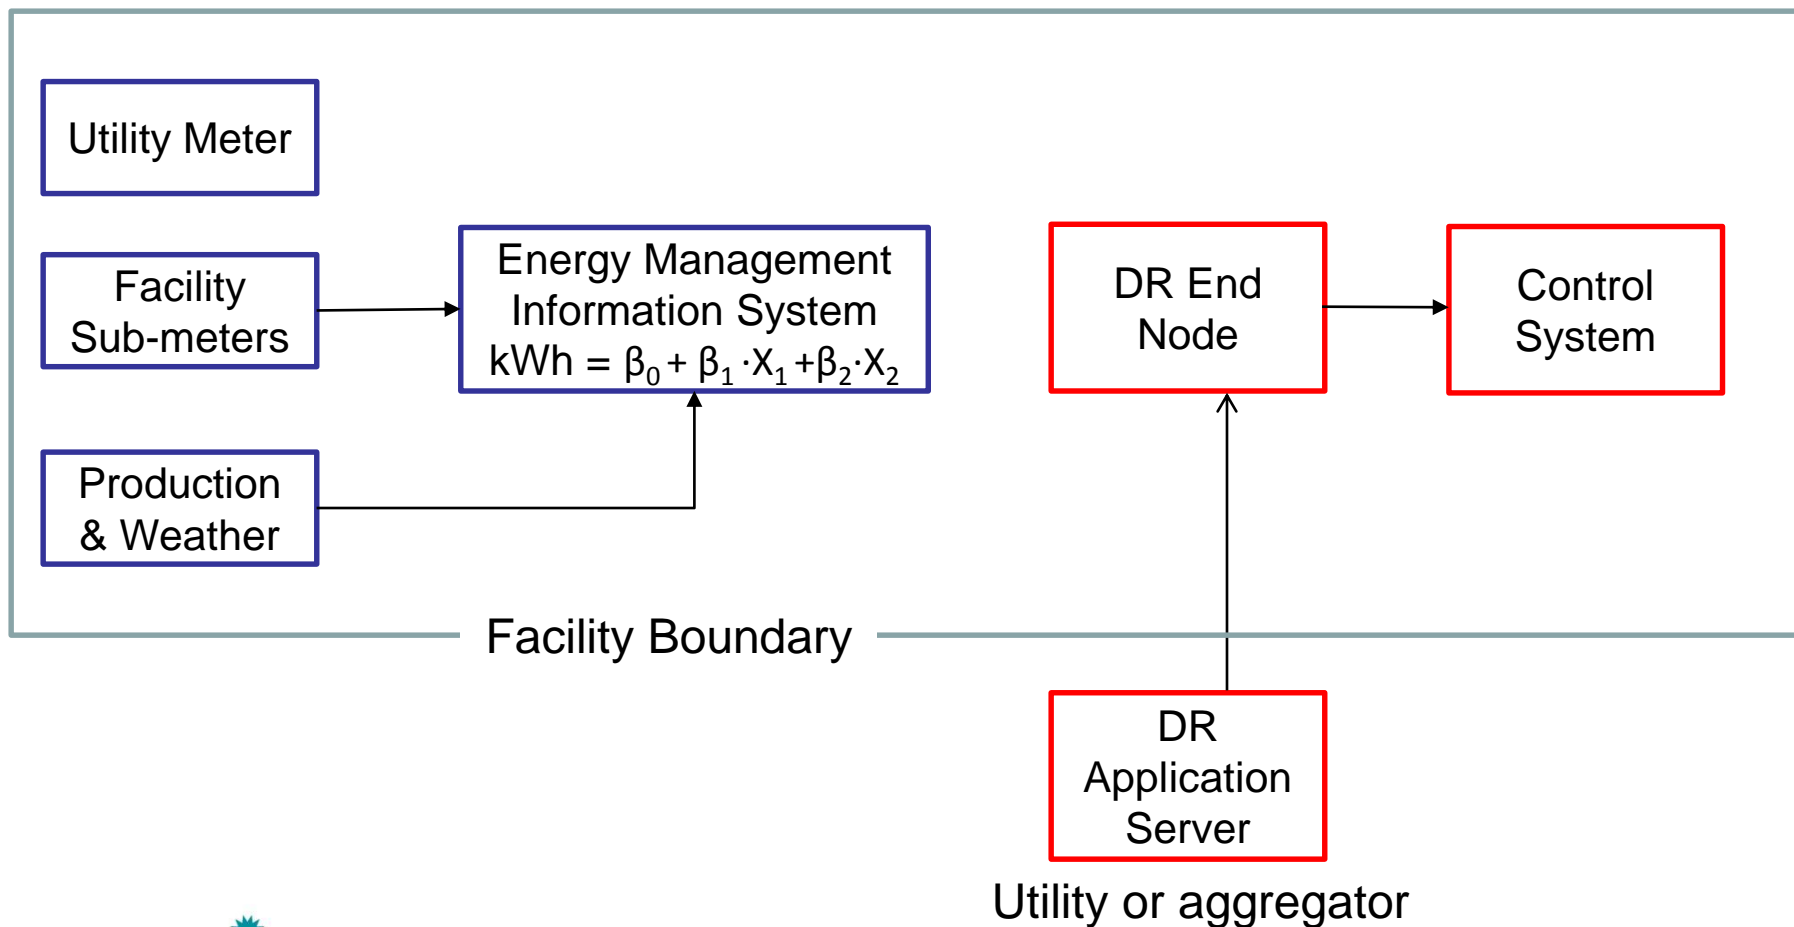 Utility Meter
Facility
Sub-meters
Production
& Weather
Energy Management
Information System
kWh = β₀ + β₁ ·X₁ +β₂·X₂
DR End
Node
Control
System
Facility Boundary
DR
Application
Server
Utility or aggregator